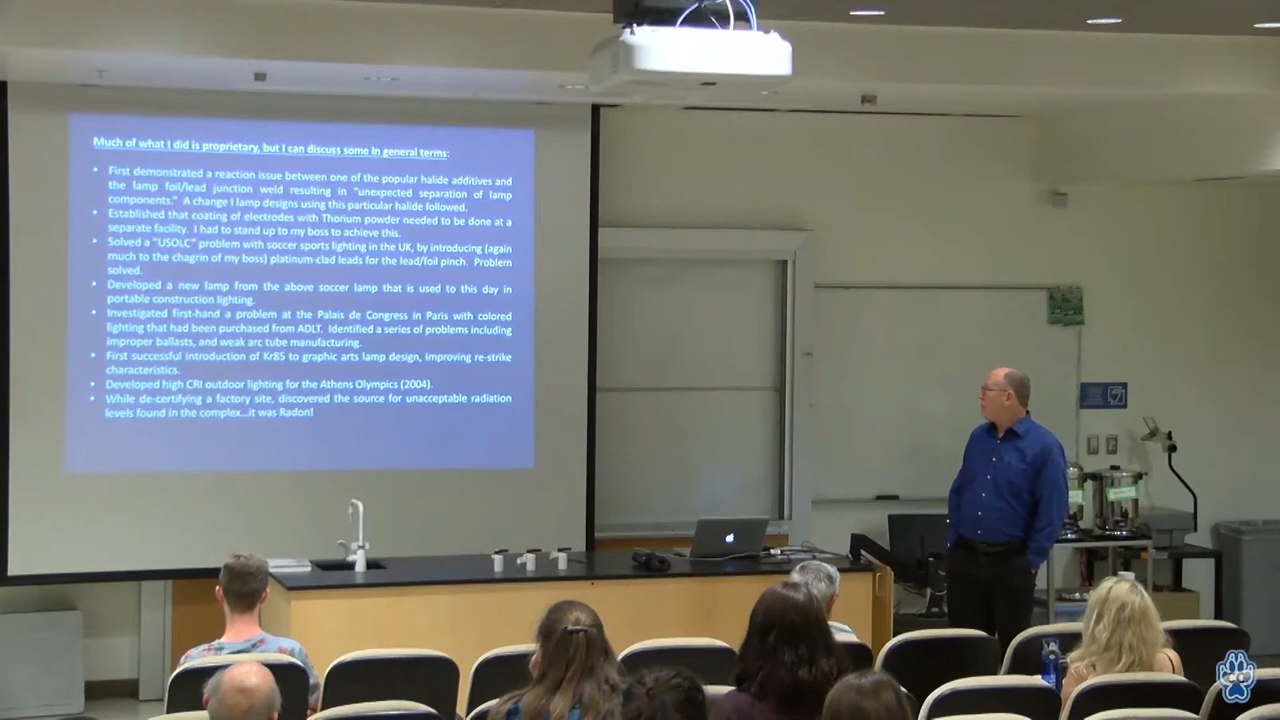 Much of what I did is proprietary, but I can discuss some in general terms:
• First demonstrated a reaction issue between one of the popular halide additives and
the lamp foil/lead junction weld resulting in "unexpected separation of lamp
components." A change I lamp designs using this particular halide followed.
• Established that coating of electrodes with Thorium powder needed to be done at a
separate facility. I had to stand up to my boss to achieve this.
• Solved a "USOLC" problem with soccer sports lighting in the UK, by introducing (again
much to the chagrin of my boss) platinum-clad leads for the lead/foil pinch. Problem
solved.
• Developed a new lamp from the above soccer lamp that is used to this day in
portable construction lighting.
• Investigated first-hand a problem at the Palais de Congress in Paris with colored
lighting that had been purchased from ADLT. Identified a series of problems including
improper ballasts, and weak arc tube manufacturing.
• First successful introduction of Kr85 to graphic arts lamp design, improving re-strike
characteristics.
• Developed high CRI outdoor lighting for the Athens Olympics (2004).
• While de-certifying a factory site, discovered the source for unacceptable radiation
levels found in the complex...it was Radon!